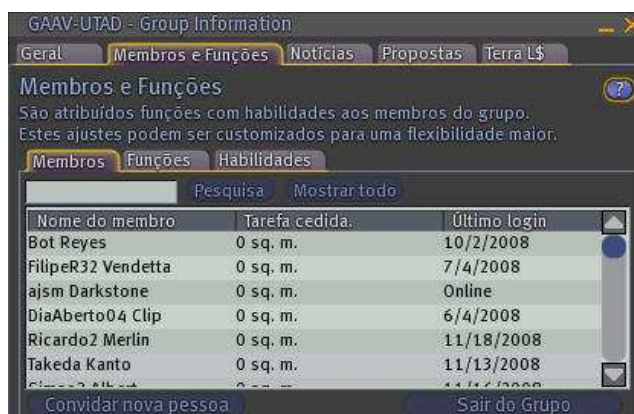 GAAV-UTAD - Group Information
Geral Membros e Funções Notícias Propostas Terra L$
Membros e Funções
?
São atribuídos funções com habilidades aos membros do grupo.
Estes ajustes podem ser customizados para uma flexibilidade maior.
Membros Funções Habilidades
Pesquisa Mostrar todo
Nome do membro Tarefa cedida. Último login
Bot Reyes 0 sq. m. 10/2/2008
FilipeR32 Vendetta 0 sq. m. 7/4/2008
ajsm Darkstone 0 sq. m. Online
DiaAberto04 Clip 0 sq. m. 6/4/2008
Ricardo2 Merlin 0 sq. m. 11/18/2008
Takeda Kanto 0 sq. m. 11/13/2008
Convidar nova pessoa Sair do Grupo